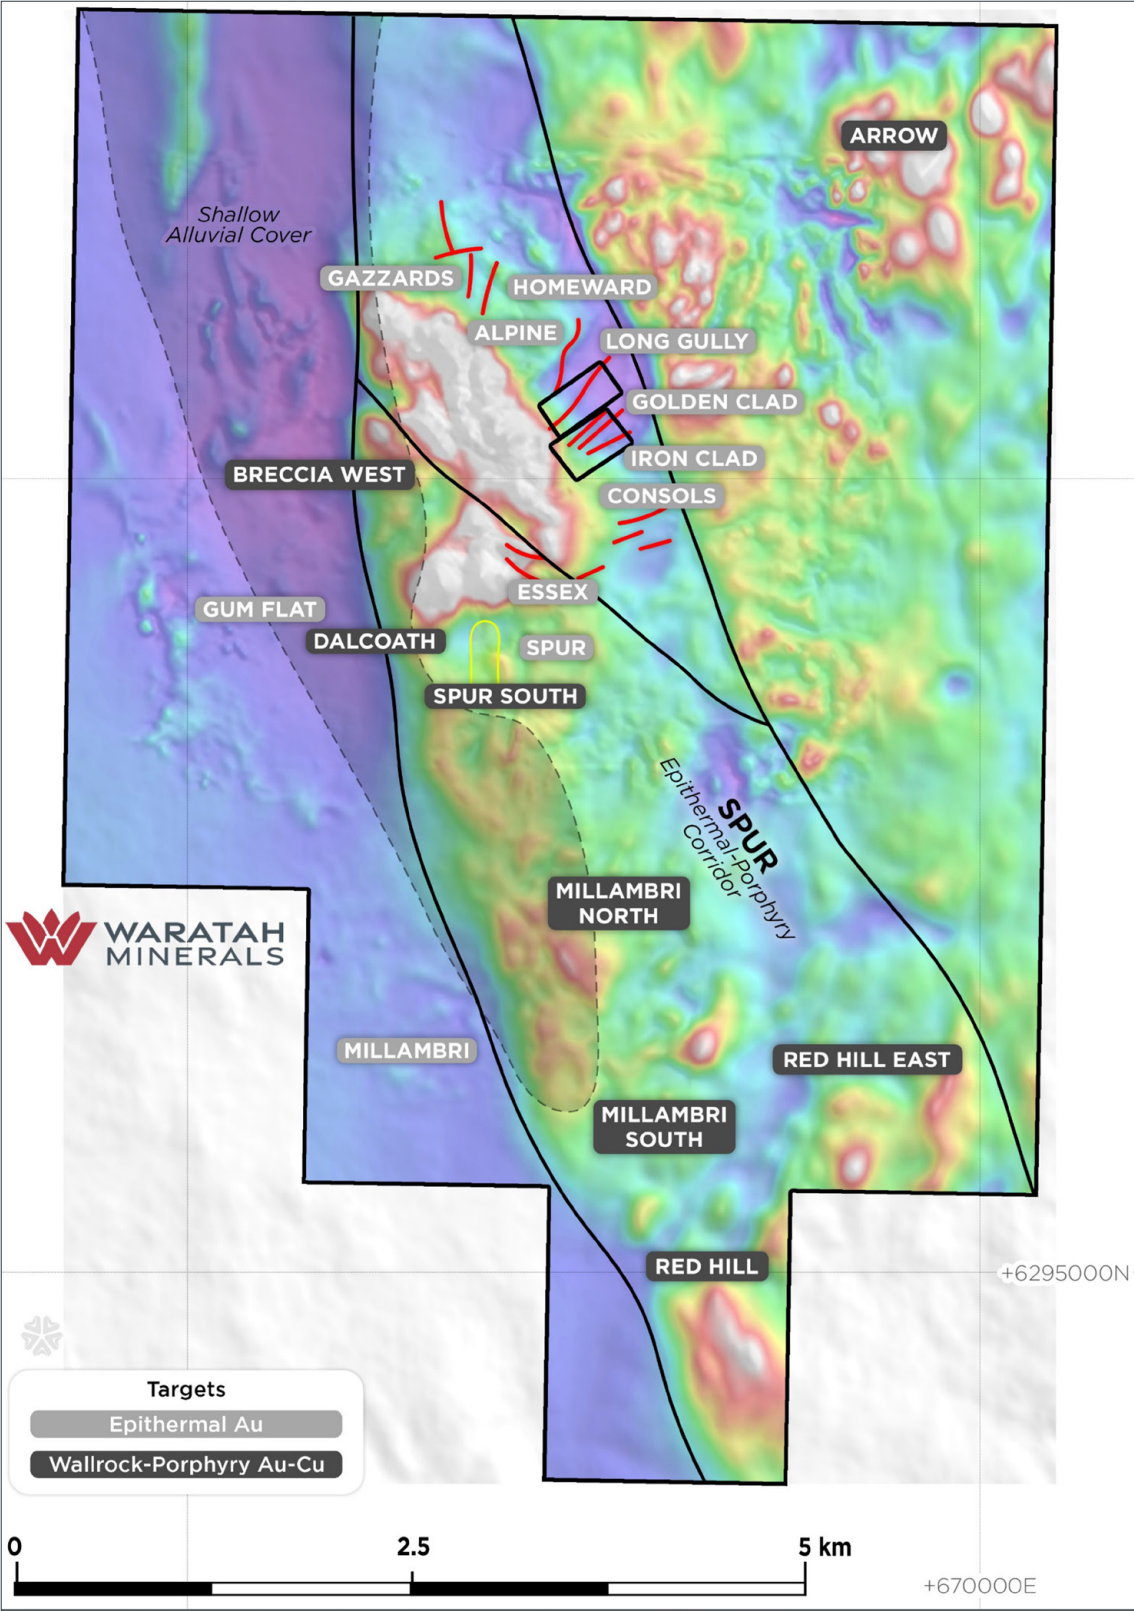 ARROW
Shallow
Alluvial Cover
GAZZARDS
HOMEWARD
ALPINE
LONG GULLY
GOLDEN CLAD
IRON CLAD
BRECCIA WEST
CONSOLS
ESSEX
GUM FLAT
DALCOATH
SPUR
SPUR SOUTH
SPUR
Epithermal-Porphyry
Corridor
MILLAMBRI
NORTH
WARATAH
MINERALS
MILLAMBRI
RED HILL EAST
MILLAMBRI
SOUTH
RED HILL
+6295000N
Targets
Epithermal Au
Wallrock-Porphyry Au-Cu
0
2.5
5 km
+670000E